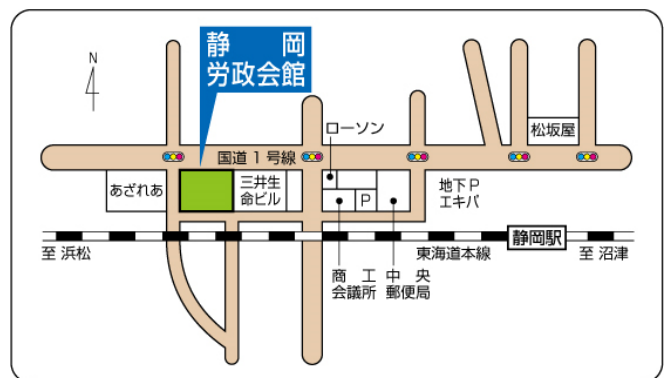 静岡
労政会館
N
ローソン
松坂屋
国道1号線
あざれあ
三井生
命ビル
P
地下P
エキパ
至 浜松
東海道本線
静岡駅
至 沼津
商工
会議所
中央
郵便局